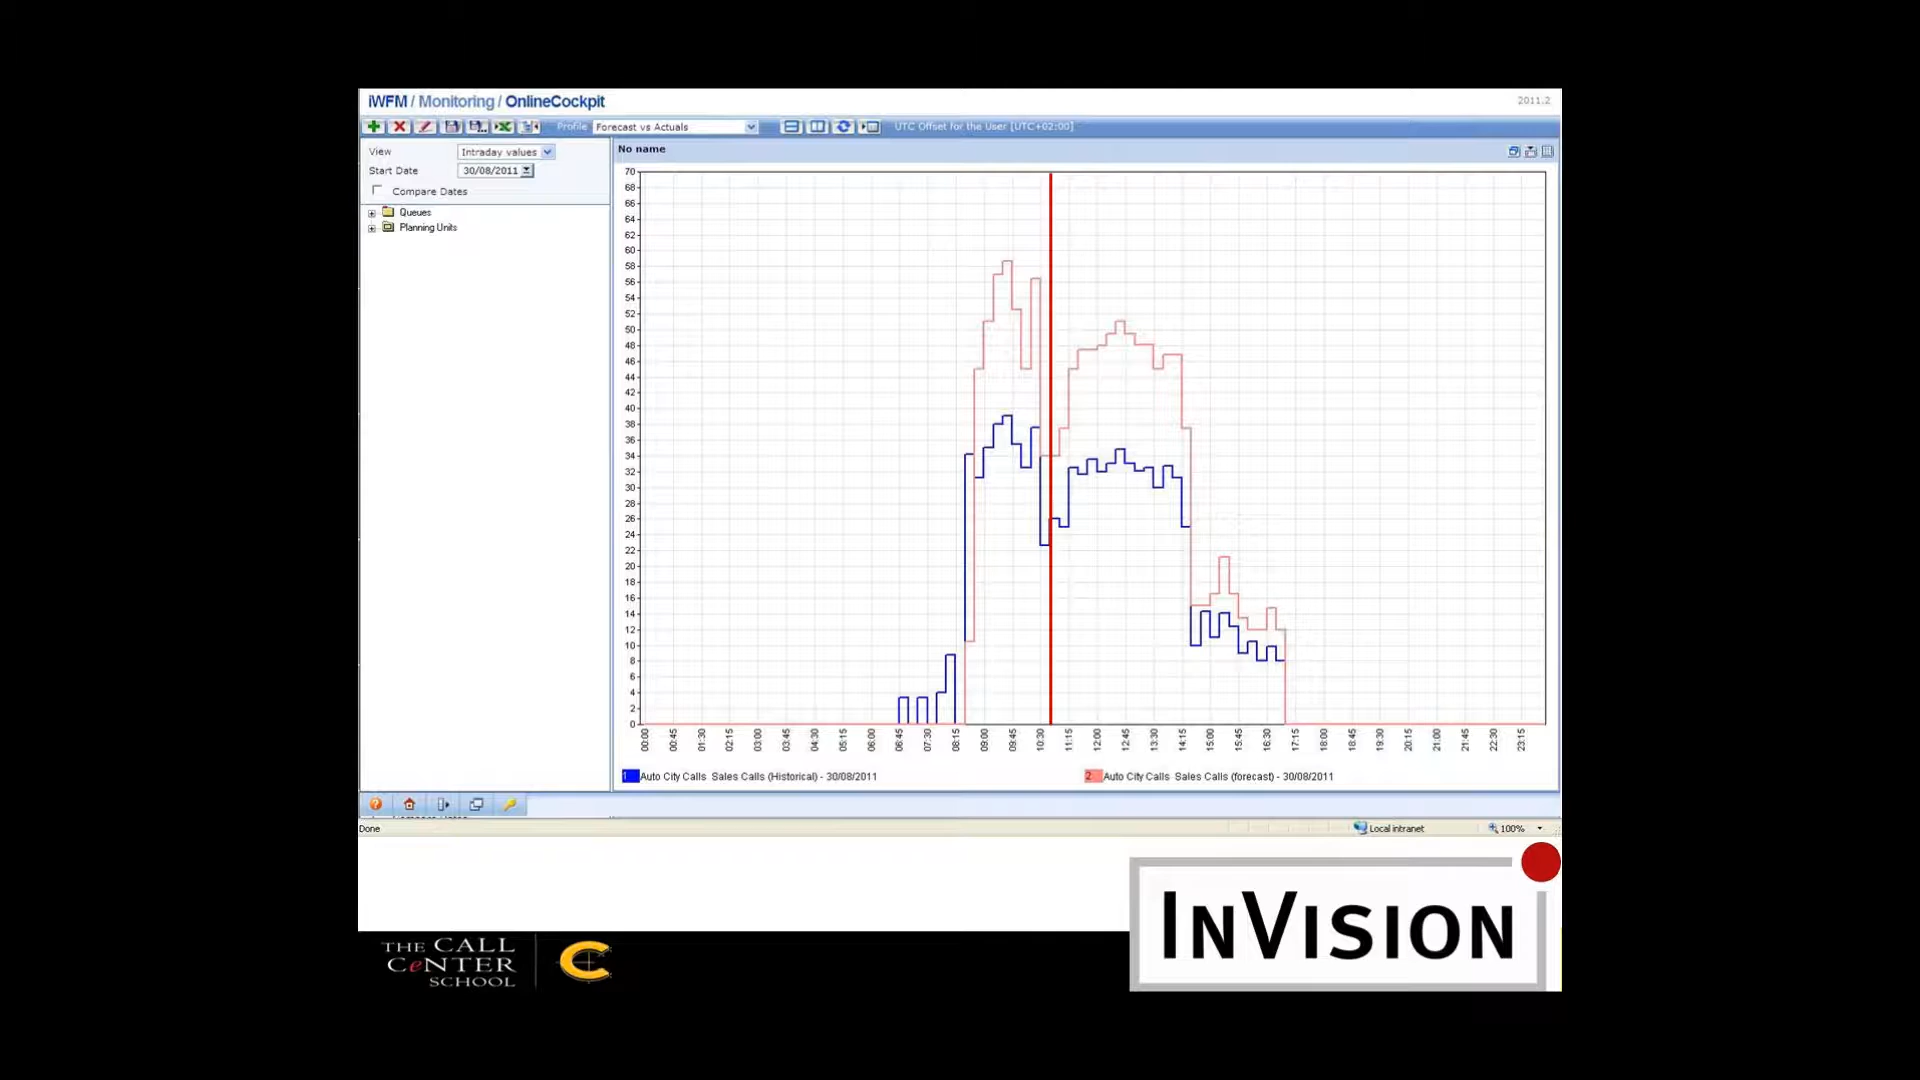 iWFM / Monitoring / OnlineCockpit
2011.2
Profile Forecast vs Actuals UTC Offset for the User [UTC+02:00]
View Intraday values
Start Date 30/08/2011
Compare Dates
Queues
Planning Units
No name
70
68
66
64
62
60
58
56
54
52
50
48
46
44
42
40
38
36
34
32
30
28
26
24
22
20
18
16
14
12
10
8
6
4
2
0
00:00 00:45 01:30 02:15 03:00 03:45 04:30 05:15 06:00 06:45 07:30 08:15 09:00 09:45 10:30 11:15 12:00 12:45 13:30 14:15 15:00 15:45 16:30 17:15 18:00 18:45 19:30 20:15 21:00 21:45 22:30 23:15
1 Auto City Calls Sales Calls (Historical) - 30/08/2011
2 Auto City Calls Sales Calls (forecast) - 30/08/2011
Done
Local intranet
100%
THE CALL
CeNTER
SCHOOL
INVISION